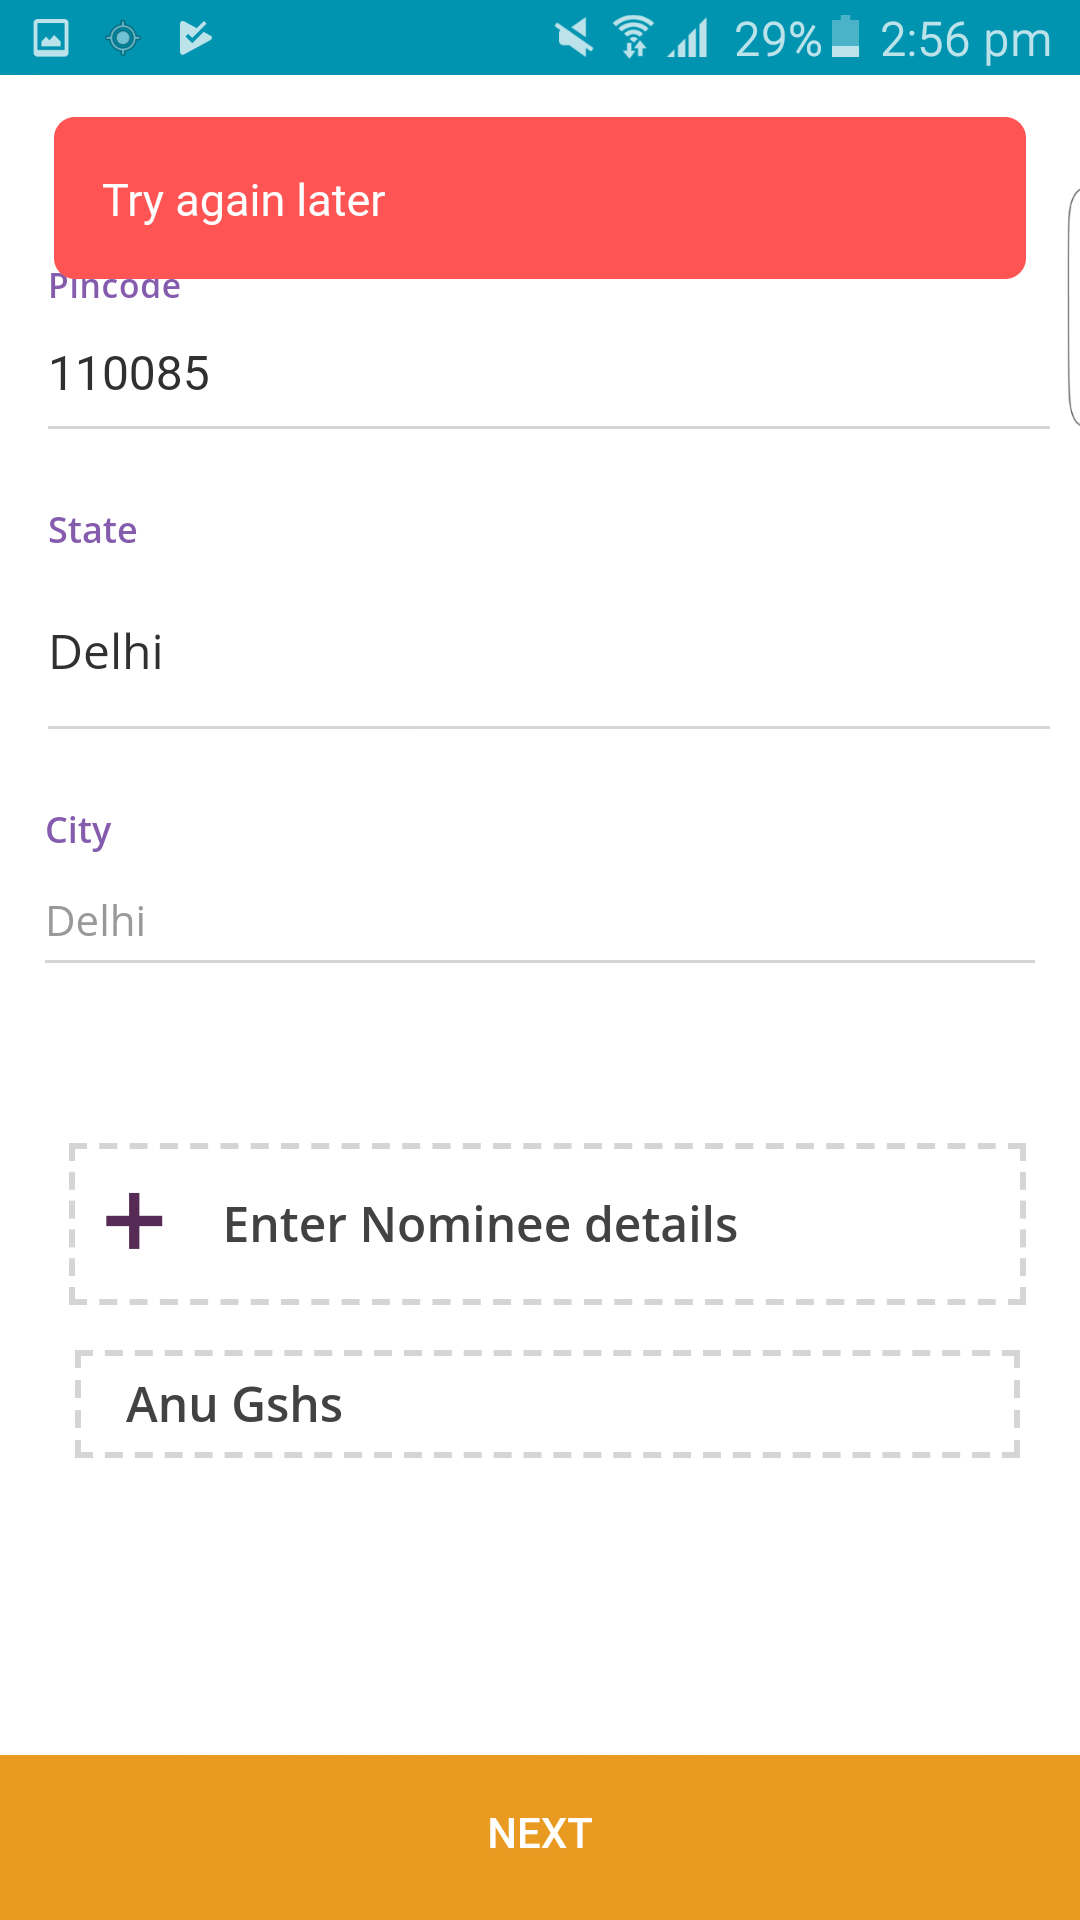 29% 2:56 pm
Try again later
Pincode
110085
State
Delhi
City
Delhi
Enter Nominee details
Anu Gshs
NEXT